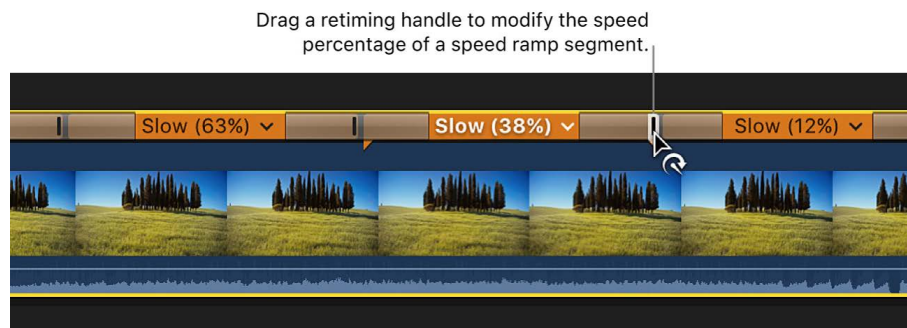 Drag a retiming handle to modify the speed
percentage of a speed ramp segment.
Slow (63%)
Slow (38%)
Slow (12%)